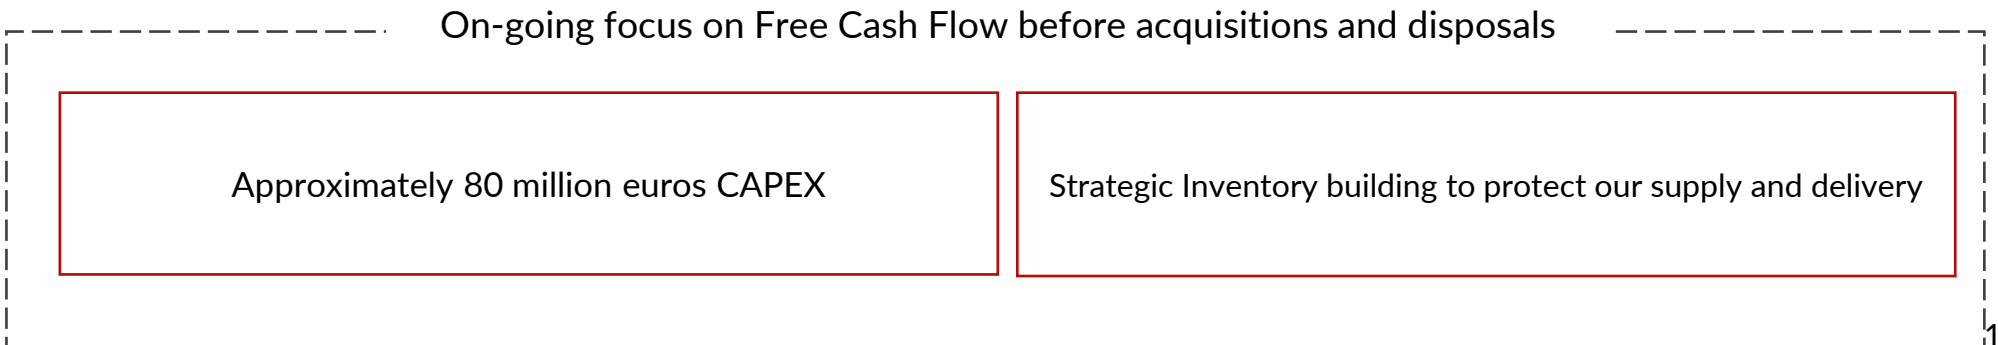 On-going focus on Free Cash Flow before acquisitions and disposals
Approximately 80 million euros CAPEX
Strategic Inventory building to protect our supply and delivery